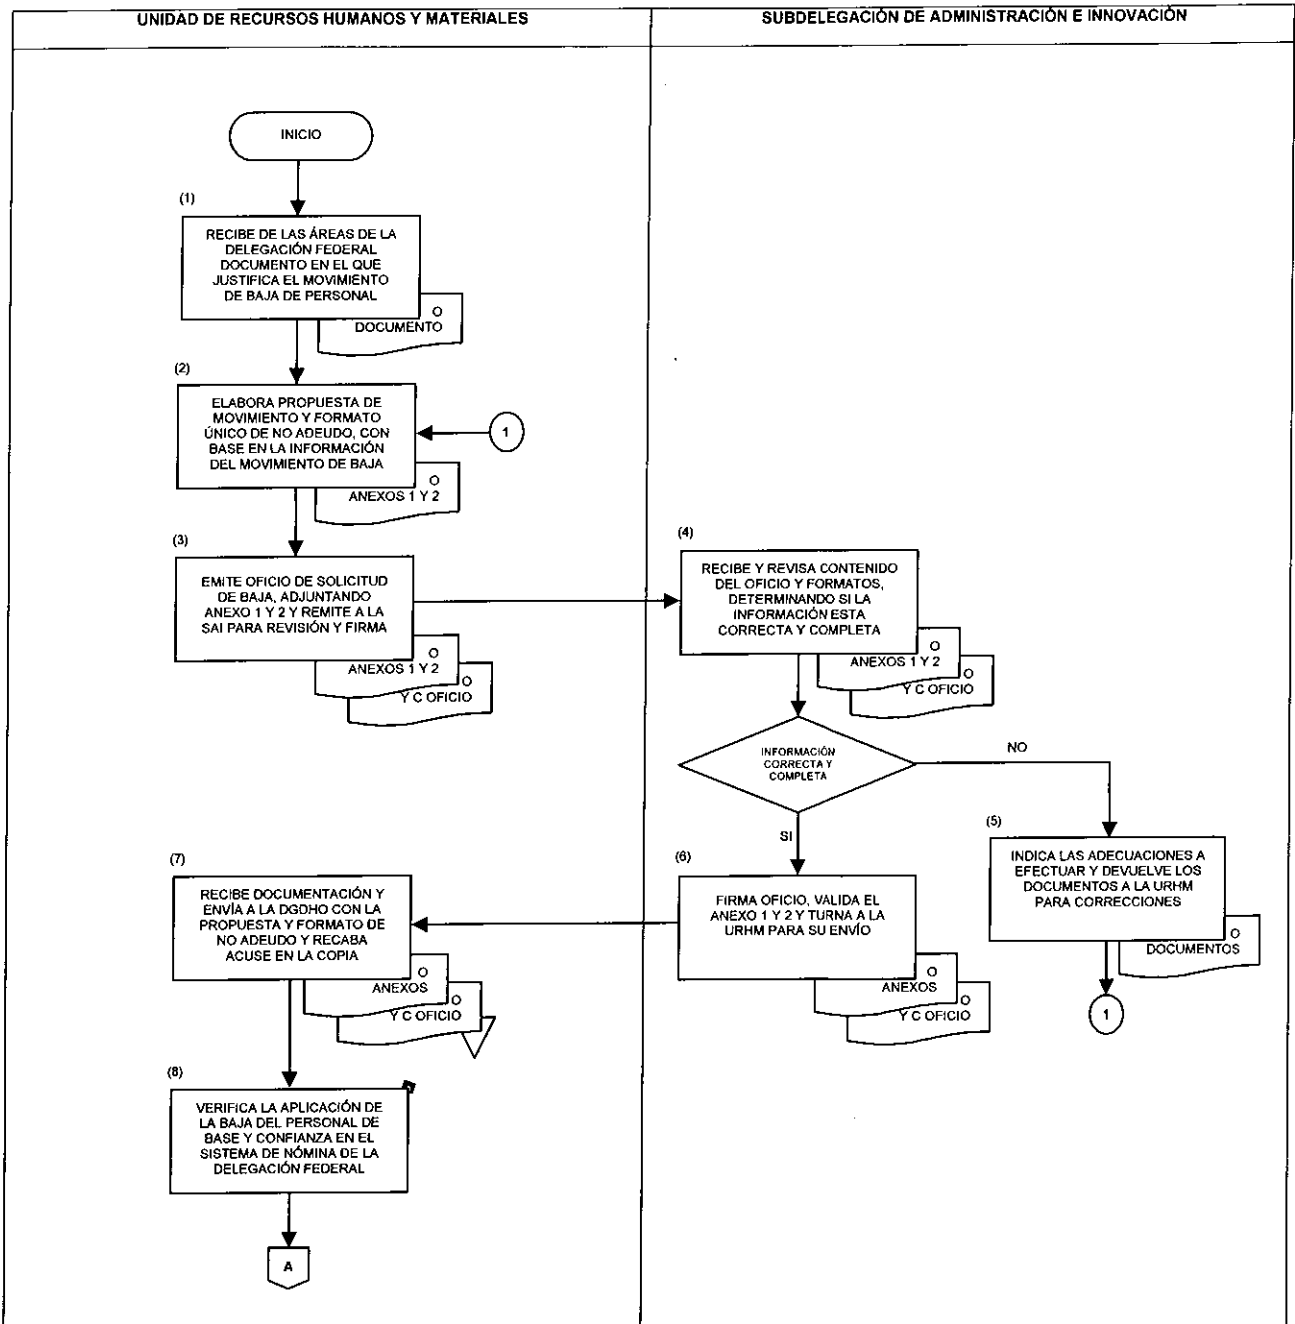 UNIDAD DE RECURSOS HUMANOS Y MATERIALES
SUBDELEGACIÓN DE ADMINISTRACIÓN E INNOVACIÓN
INICIO
(1)
RECIBE DE LAS ÁREAS DE LA
DELEGACIÓN FEDERAL
DOCUMENTO EN EL QUE
JUSTIFICA EL MOVIMIENTO
DE BAJA DE PERSONAL
O
DOCUMENTO
(2)
ELABORA PROPUESTA DE
MOVIMIENTO Y FORMATO
ÚNICO DE NO ADEUDO, CON
BASE EN LA INFORMACIÓN
DEL MOVIMIENTO DE BAJA
1
O
ANEXOS 1 Y 2
(3)
EMITE OFICIO DE SOLICITUD
DE BAJA, ADJUNTANDO
ANEXO 1 Y 2 Y REMITE A LA
SAI PARA REVISIÓN Y FIRMA
O
ANEXOS 1 Y 2
O
Y C OFICIO
(4)
RECIBE Y REVISA CONTENIDO
DEL OFICIO Y FORMATOS,
DETERMINANDO SI LA
INFORMACIÓN ESTA
CORRECTA Y COMPLETA
O
ANEXOS 1 Y 2
O
Y C OFICIO
INFORMACIÓN
CORRECTA Y
COMPLETA
NO
SI
(5)
INDICA LAS ADECUACIONES A
EFECTUAR Y DEVUELVE LOS
DOCUMENTOS A LA URHM
PARA CORRECCIONES
O
DOCUMENTOS
1
(6)
FIRMA OFICIO, VALIDA EL
ANEXO 1 Y 2 Y TURNA A LA
URHM PARA SU ENVÍO
O
ANEXOS
O
Y C OFICIO
(7)
RECIBE DOCUMENTACIÓN Y
ENVÍA A LA DGDHO CON LA
PROPUESTA Y FORMATO DE
NO ADEUDO Y RECABA
ACUSE EN LA COPIA
O
ANEXOS
O
Y C OFICIO
(8)
VERIFICA LA APLICACIÓN DE
LA BAJA DEL PERSONAL DE
BASE Y CONFIANZA EN EL
SISTEMA DE NÓMINA DE LA
DELEGACIÓN FEDERAL
A